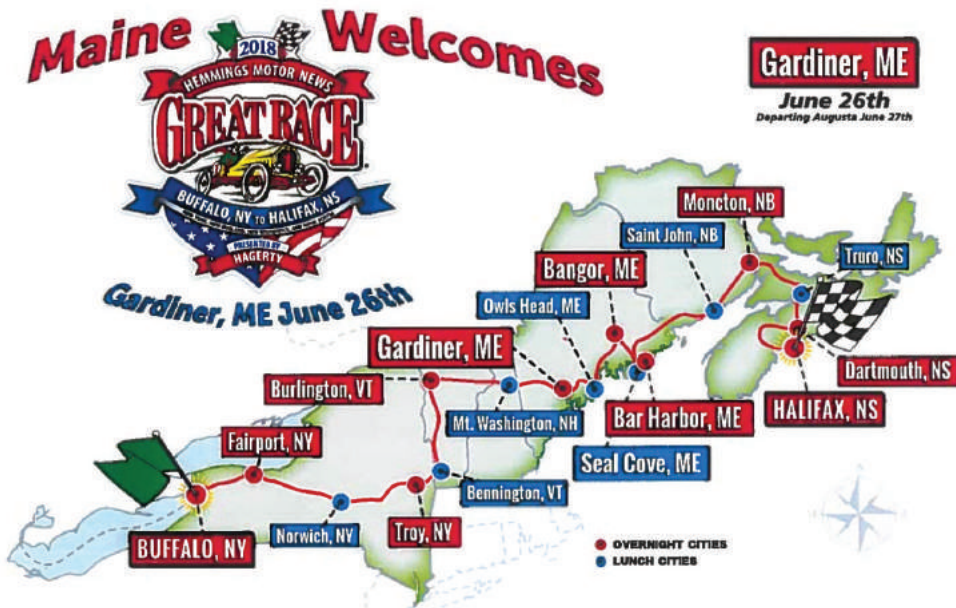 Maine Welcomes
2018
HEMMINGS MOTOR NEWS
GREAT RACE
BUFFALO, NY TO HALIFAX, NS
PRESENTED BY
HAGERTY
Gardiner, ME June 26th
Gardiner, ME
June 26th
Departing Augusta June 27th
Moncton, NB
Saint John, NB
Truro, NS
Bangor, ME
Owls Head, ME
Gardiner, ME
Burlington, VT
Dartmouth, NS
Mt. Washington, NH
Bar Harbor, ME
HALIFAX, NS
Fairport, NY
Seal Cove, ME
Bennington, VT
Norwich, NY
Troy, NY
BUFFALO, NY
OVERNIGHT CITIES
LUNCH CITIES